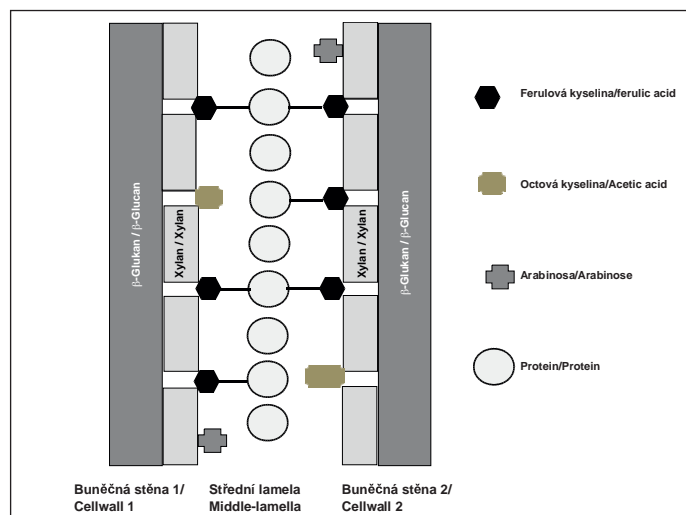 Ferulová kyselina/ferulic acid
Octová kyselina/Acetic acid
β-Glukan / β-Glucan
Xylan / Xylan
Xylan / Xylan
β-Glukan / β-Glucan
Arabinosa/Arabinose
Protein/Protein
Buněčná stěna 1/
Cellwall 1
Střední lamela
Middle-lamella
Buněčná stěna 2/
Cellwall 2